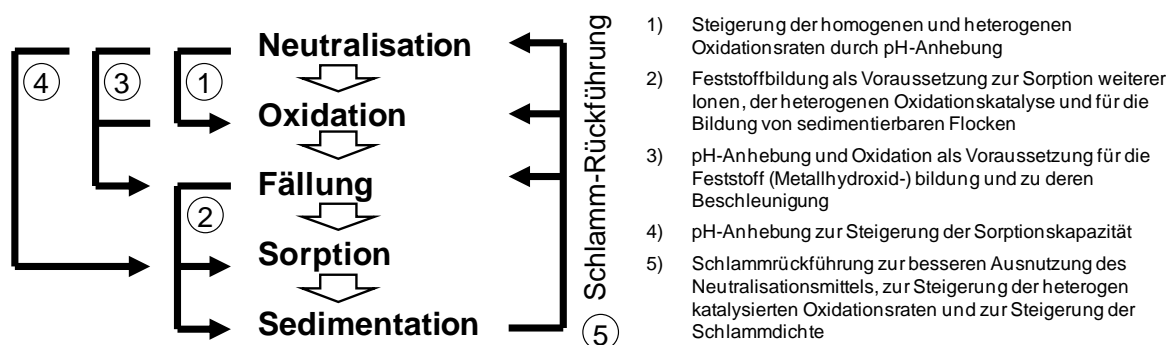 Neutralisation
Oxidation
Fällung
Sorption
Sedimentation
4
3
1
2
Schlamm-Rückführung
5
1) Steigerung der homogenen und heterogenen
Oxidationsraten durch pH-Anhebung
2) Feststoffbildung als Voraussetzung zur Sorption weiterer
Ionen, der heterogenen Oxidationskatalyse und für die
Bildung von sedimentierbaren Flocken
3) pH-Anhebung und Oxidation als Voraussetzung für die
Feststoff (Metallhydroxid-) bildung und zu deren
Beschleunigung
4) pH-Anhebung zur Steigerung der Sorptionskapazität
5) Schlammrückführung zur besseren Ausnutzung des
Neutralisationsmittels, zur Steigerung der heterogen
katalysierten Oxidationsraten und zur Steigerung der
Schlammdichte